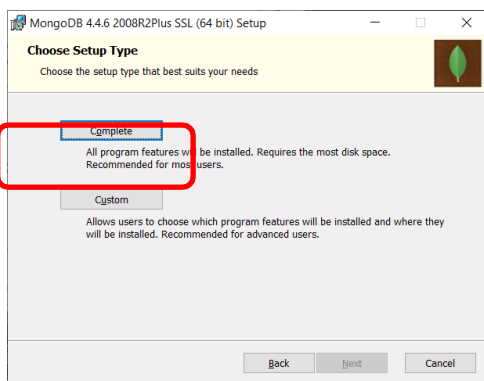 MongoDB 4.4.6 2008R2Plus SSL (64 bit) Setup
Choose Setup Type
Choose the setup type that best suits your needs
Complete
All program features will be installed. Requires the most disk space.
Recommended for most users.
Custom
Allows users to choose which program features will be installed and where they
will be installed. Recommended for advanced users.
Back Next Cancel